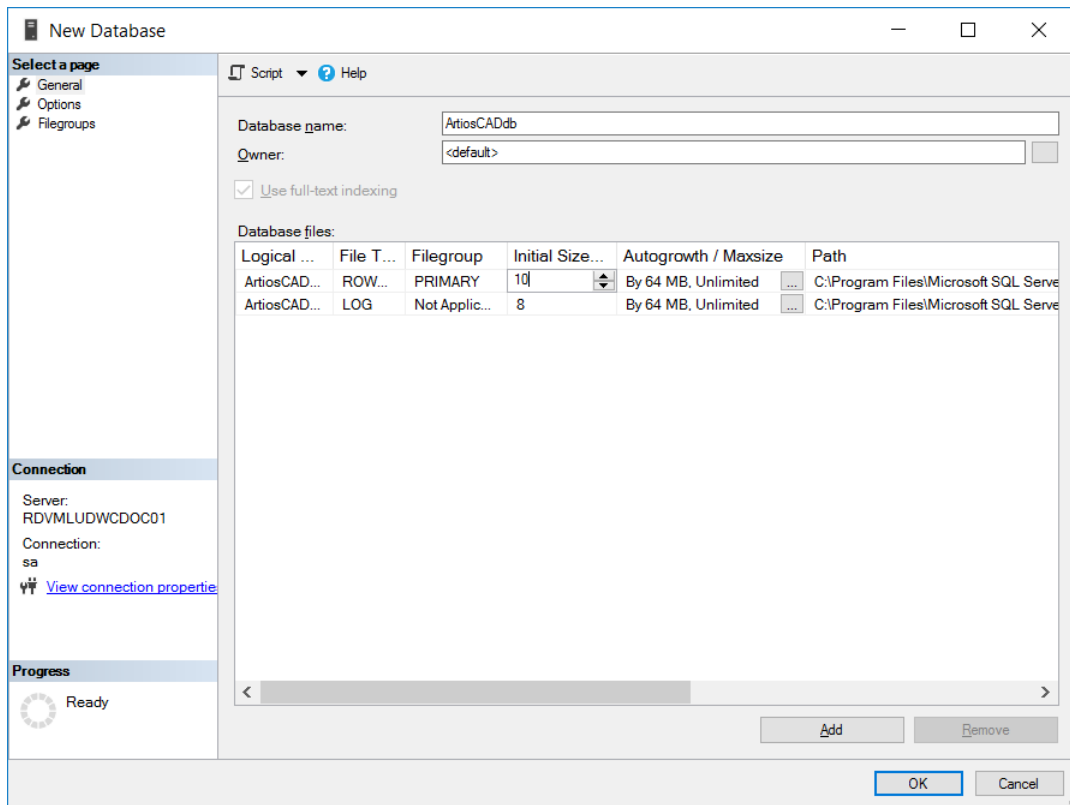 New Database
Select a page
General
Options
Filegroups
Script Help
Database name: ArtiosCADdb
Owner: <default>
Use full-text indexing
Database files:
Logical ... File T... Filegroup Initial Size... Autogrowth / Maxsize Path
ArtiosCAD... ROW... PRIMARY 10 By 64 MB, Unlimited ... C:\Program Files\Microsoft SQL Serve
ArtiosCAD... LOG Not Applic... 8 By 64 MB, Unlimited ... C:\Program Files\Microsoft SQL Serve
Connection
Server:
RDVMLUDWCDOC01
Connection:
sa
View connection propertie
Progress
Ready
Add Remove
OK Cancel